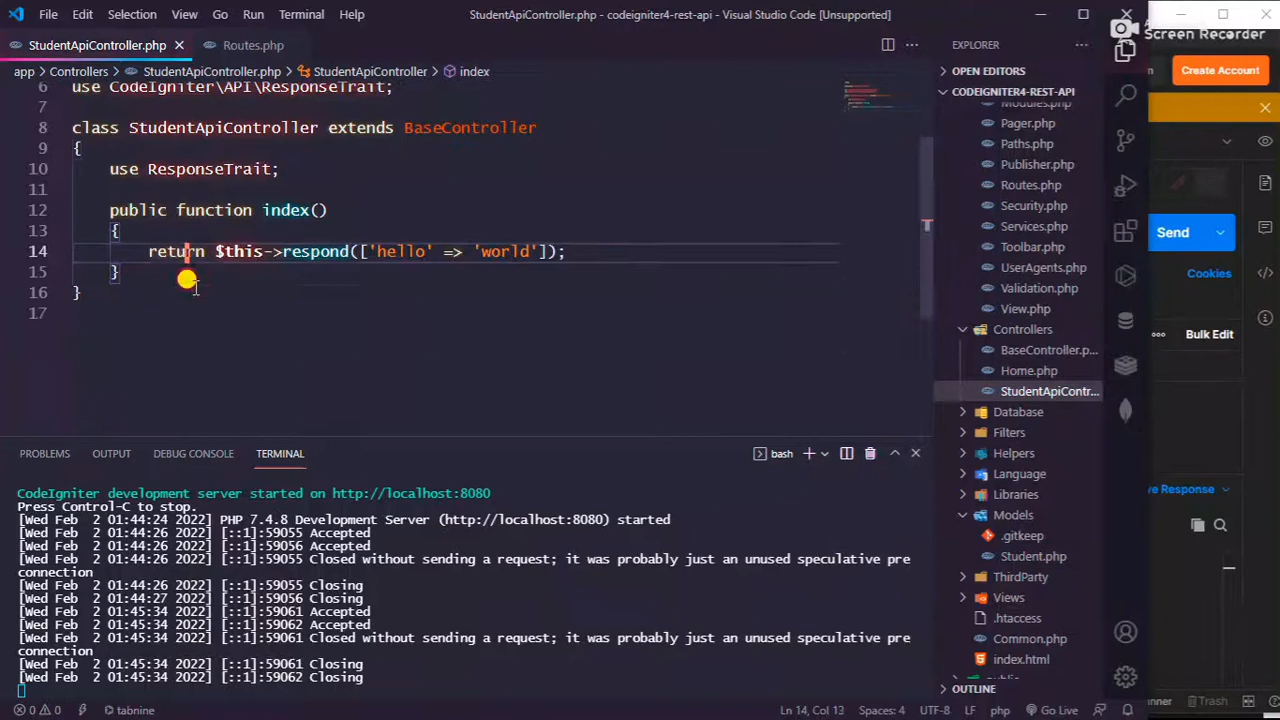 File Edit Selection View Go Run Terminal Help
StudentApiController.php - codeigniter4-rest-api - Visual Studio Code [Unsupported]
Screen Recorder
StudentApiController.php
Routes.php
EXPLORER
Create Account
app > Controllers > StudentApiController.php > StudentApiController > index
OPEN EDITORS
CODEIGNITER4-REST-API
6 use CodeIgniter\API\ResponseTrait;
7
8 class StudentApiController extends BaseController
9 {
10 use ResponseTrait;
11
12 public function index()
13 {
14 return $this->respond(['hello' => 'world']);
15 }
16 }
17
Modules.php
Pager.php
Paths.php
Publisher.php
Routes.php
Security.php
Services.php
Toolbar.php
UserAgents.php
Validation.php
View.php
Controllers
BaseController.p...
Home.php
StudentApiContr...
Database
Filters
Helpers
Language
Libraries
Models
.gitkeep
Student.php
ThirdParty
Views
.htaccess
Common.php
index.html
public
OUTLINE
Send
Cookies
Bulk Edit
Response
Trash
PROBLEMS OUTPUT DEBUG CONSOLE TERMINAL
bash
CodeIgniter development server started on http://localhost:8080
Press Control-C to stop.
[Wed Feb 2 01:44:24 2022] PHP 7.4.8 Development Server (http://localhost:8080) started
[Wed Feb 2 01:44:26 2022] [::1]:59055 Accepted
[Wed Feb 2 01:44:26 2022] [::1]:59056 Accepted
[Wed Feb 2 01:44:26 2022] [::1]:59055 Closed without sending a request; it was probably just an unused speculative pre
connection
[Wed Feb 2 01:44:26 2022] [::1]:59055 Closing
[Wed Feb 2 01:44:27 2022] [::1]:59056 Closing
[Wed Feb 2 01:45:34 2022] [::1]:59061 Accepted
[Wed Feb 2 01:45:34 2022] [::1]:59062 Accepted
[Wed Feb 2 01:45:34 2022] [::1]:59061 Closed without sending a request; it was probably just an unused speculative pre
connection
[Wed Feb 2 01:45:34 2022] [::1]:59061 Closing
[Wed Feb 2 01:45:34 2022] [::1]:59062 Closing
0 0 tabnine
Ln 14, Col 13 Spaces: 4 UTF-8 LF php Go Live